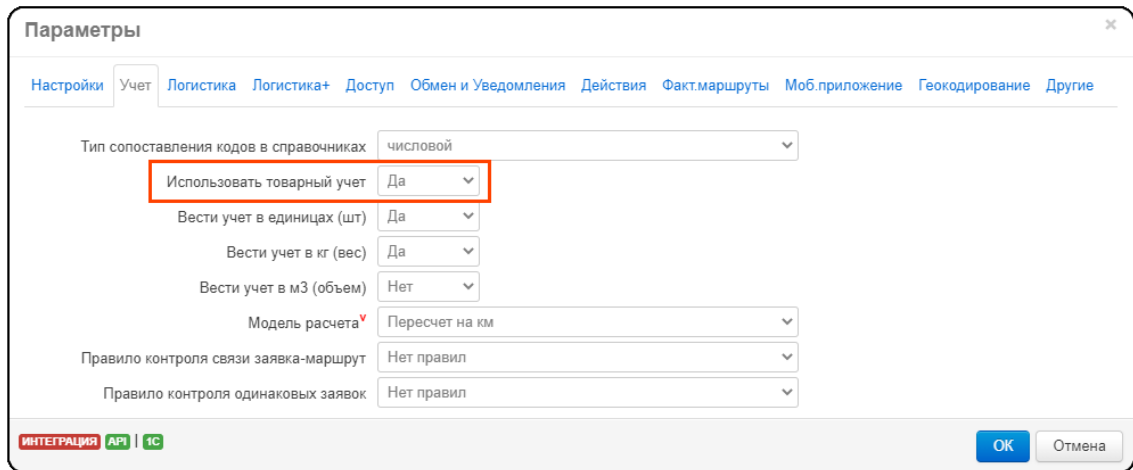 Параметры ×
Настройки Учет Логистика Логистика+ Доступ Обмен и Уведомления Действия Факт.маршруты Моб.приложение Геокодирование Другие
Тип сопоставления кодов в справочниках числовой
Использовать товарный учет Да
Вести учет в единицах (шт) Да
Вести учет в кг (вес) Да
Вести учет в м3 (объем) Нет
Модель расчета v Пересчет на км
Правило контроля связи заявка-маршрут Нет правил
Правило контроля одинаковых заявок Нет правил
ИНТЕГРАЦИЯ API | 1C ОК Отмена